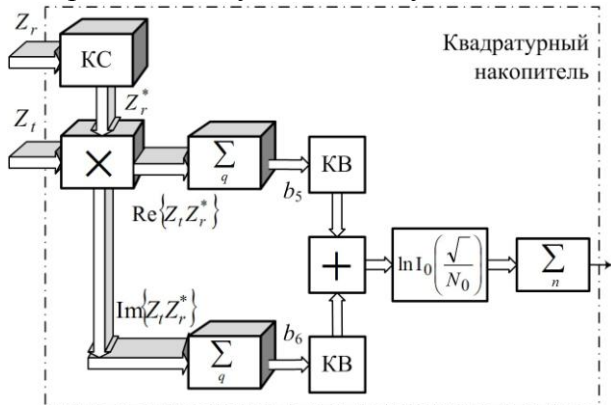 Z_r
КС
Квадратурный
накопитель
Z_r^*
Z_t
×
∑
q
КВ
b_5
Re{Z_t Z_r^*}
+
ln I_0(√/N_0)
∑
n
Im{Z_t Z_r^*}
∑
q
b_6
КВ